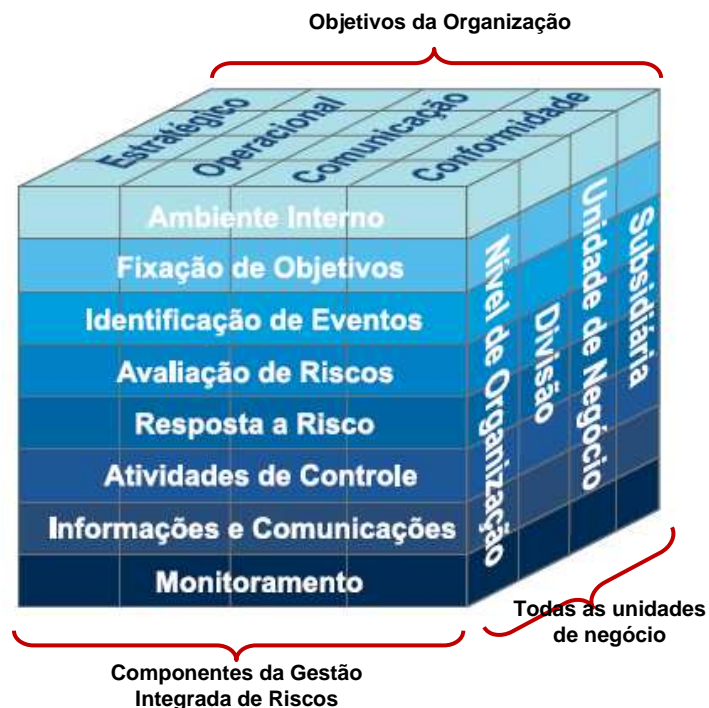 Objetivos da Organização
Estratégico
Operacional
Comunicação
Conformidade
Ambiente Interno
Fixação de Objetivos
Identificação de Eventos
Avaliação de Riscos
Resposta a Risco
Atividades de Controle
Informações e Comunicações
Monitoramento
Nível de Organização
Divisão
Unidade de Negócio
Subsidiária
Todas as unidades
de negócio
Componentes da Gestão
Integrada de Riscos